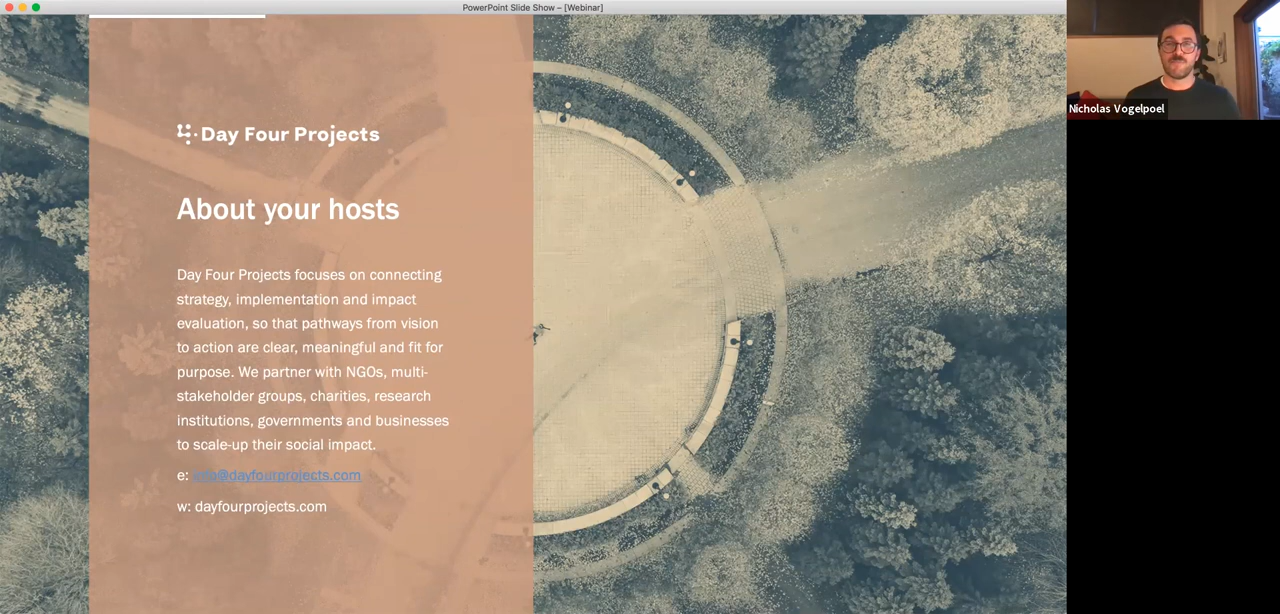 PowerPoint Slide Show – [Webinar]
Day Four Projects
About your hosts
Day Four Projects focuses on connecting
strategy, implementation and impact
evaluation, so that pathways from vision
to action are clear, meaningful and fit for
purpose. We partner with NGOs, multi-
stakeholder groups, charities, research
institutions, governments and businesses
to scale-up their social impact.
e: info@dayfourprojects.com
w: dayfourprojects.com
Nicholas Vogelpoel